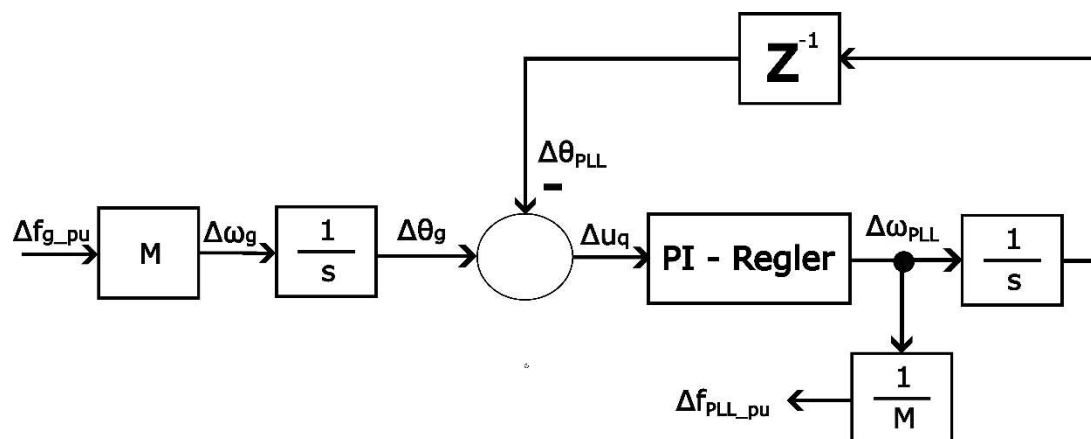 Z⁻¹
Δθ_PLL
-
Δf_g_pu
M
Δω_g
1
s
Δθ_g
Δu_q
PI - Regler
Δω_PLL
1
s
Δf_PLL_pu
1
M